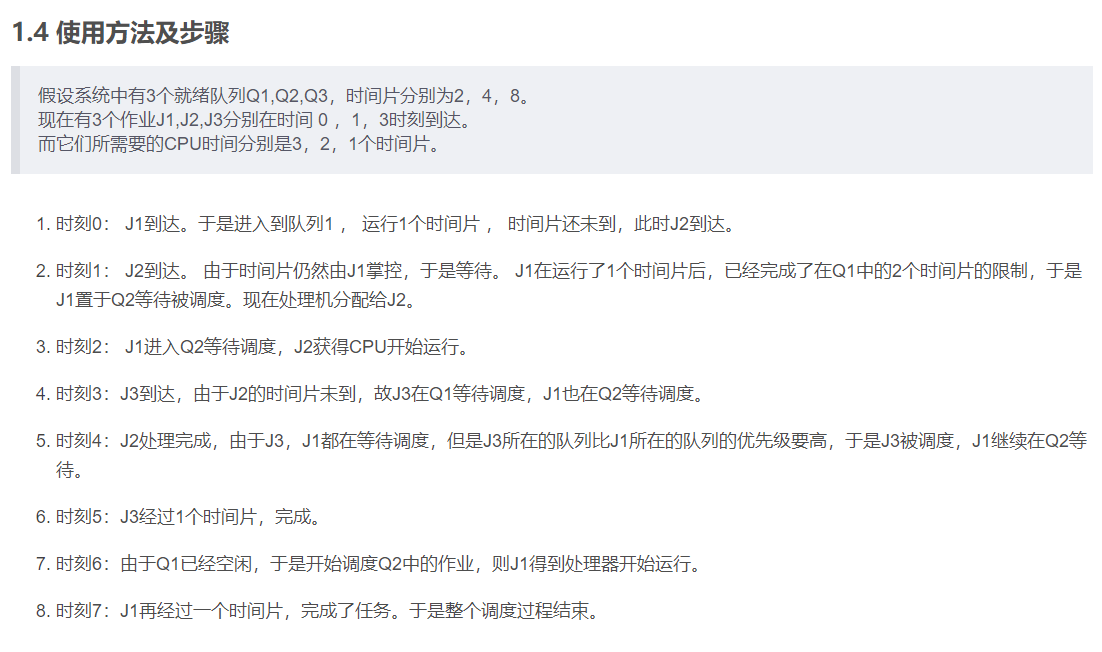 1.4 使用方法及步骤
假设系统中有3个就绪队列Q1,Q2,Q3，时间片分别为2，4，8。
现在有3个作业J1,J2,J3分别在时间 0 ，1，3时刻到达。
而它们所需要的CPU时间分别是3，2，1个时间片。
1. 时刻0： J1到达。于是进入到队列1 ， 运行1个时间片 ， 时间片还未到，此时J2到达。
2. 时刻1： J2到达。 由于时间片仍然由J1掌控，于是等待。 J1在运行了1个时间片后，已经完成了在Q1中的2个时间片的限制，于是
J1置于Q2等待被调度。现在处理机分配给J2。
3. 时刻2： J1进入Q2等待调度，J2获得CPU开始运行。
4. 时刻3：J3到达，由于J2的时间片未到，故J3在Q1等待调度，J1也在Q2等待调度。
5. 时刻4：J2处理完成，由于J3，J1都在等待调度，但是J3所在的队列比J1所在的队列的优先级要高，于是J3被调度，J1继续在Q2等
待。
6. 时刻5：J3经过1个时间片，完成。
7. 时刻6：由于Q1已经空闲，于是开始调度Q2中的作业，则J1得到处理器开始运行。
8. 时刻7：J1再经过一个时间片，完成了任务。于是整个调度过程结束。